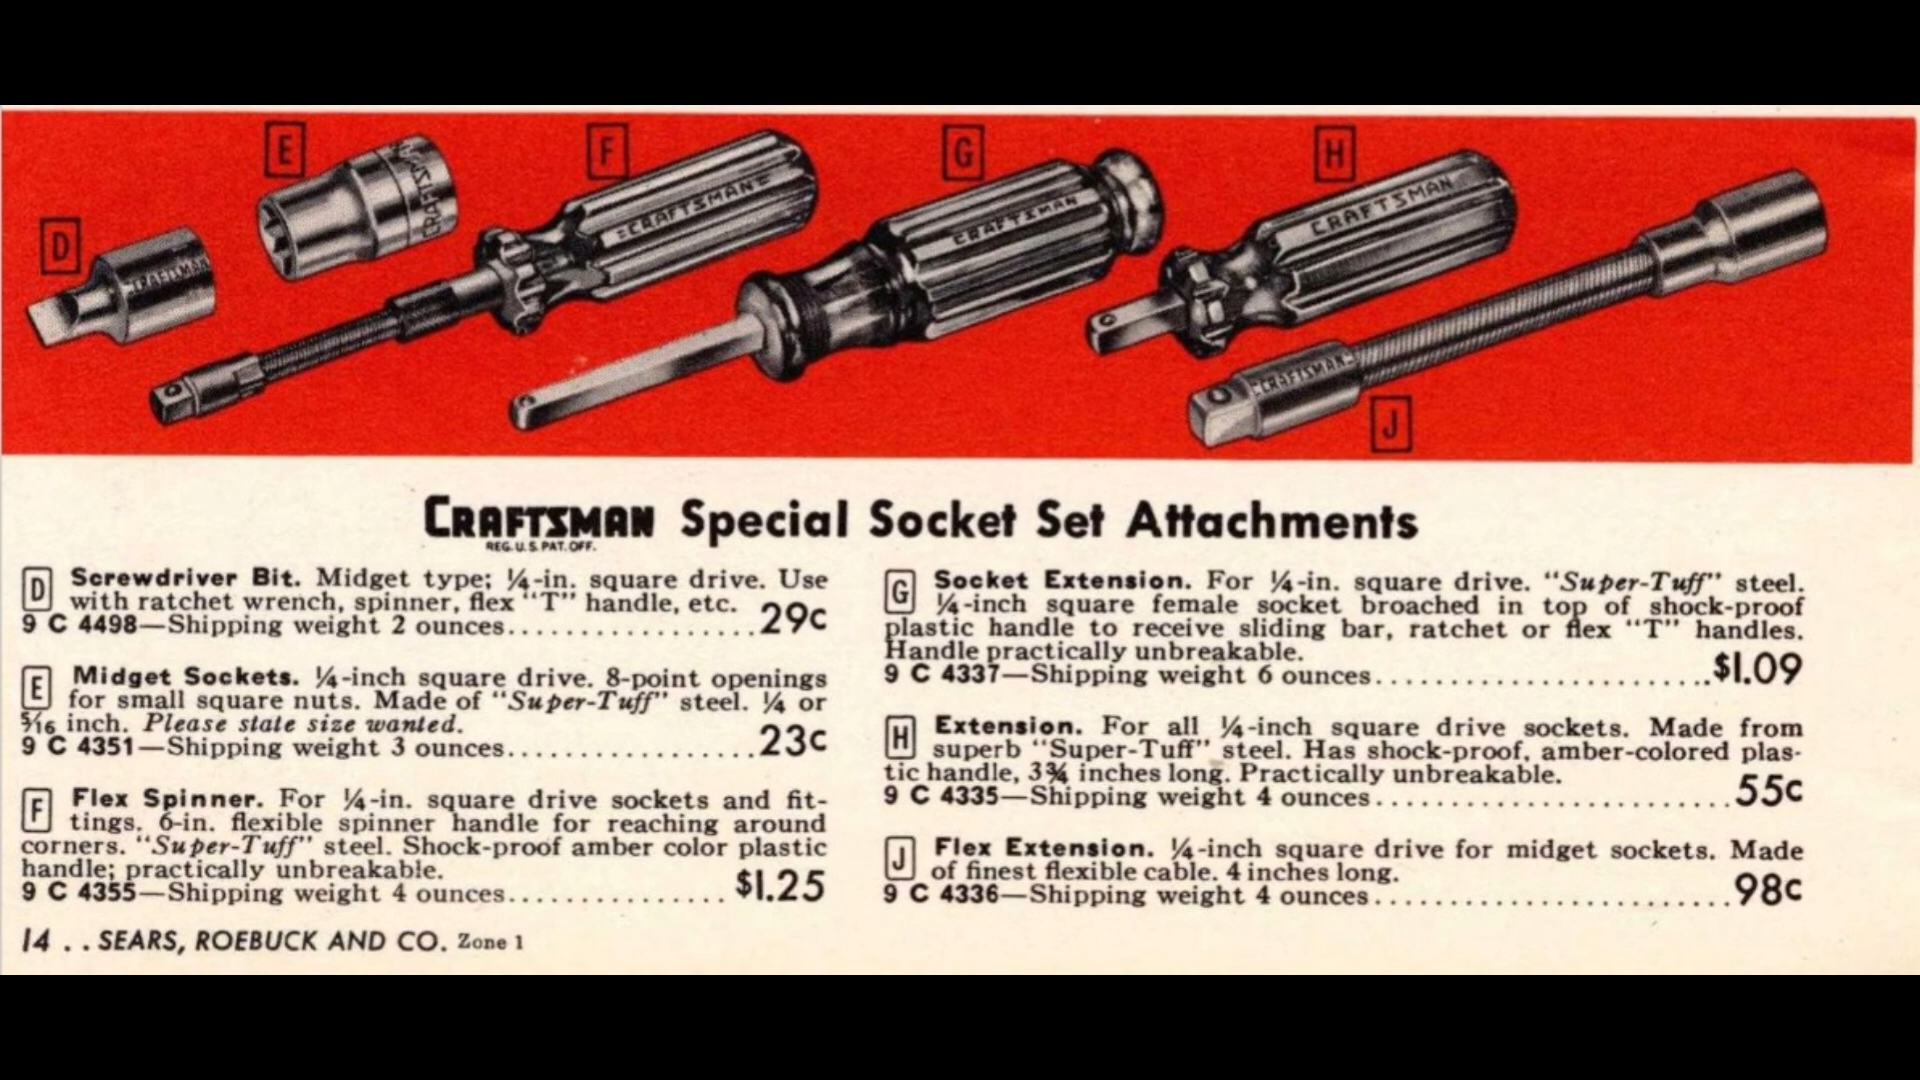 D
E
F
G
H
J
CRAFTSMAN
CRAFTSMAN
=CRAFTSMAN=
CRAFTSMAN
CRAFTSMAN
=CRAFTSMAN=
CRAFTSMAN Special Socket Set Attachments
REG. U.S. PAT. OFF.
D Screwdriver Bit. Midget type; ¼-in. square drive. Use
with ratchet wrench, spinner, flex "T" handle, etc.
9 C 4498—Shipping weight 2 ounces.................29c
E Midget Sockets. ¼-inch square drive. 8-point openings
for small square nuts. Made of "Super-Tuff" steel. ¼ or
5/16 inch. Please state size wanted.
9 C 4351—Shipping weight 3 ounces.................23c
F Flex Spinner. For ¼-in. square drive sockets and fit-
tings. 6-in. flexible spinner handle for reaching around
corners. "Super-Tuff" steel. Shock-proof amber color plastic
handle; practically unbreakable.
9 C 4355—Shipping weight 4 ounces............... $1.25
14 . . SEARS, ROEBUCK AND CO. Zone 1
G Socket Extension. For ¼-in. square drive. "Super-Tuff" steel.
¼-inch square female socket broached in top of shock-proof
plastic handle to receive sliding bar, ratchet or flex "T" handles.
Handle practically unbreakable.
9 C 4337—Shipping weight 6 ounces.......................$1.09
H Extension. For all ¼-inch square drive sockets. Made from
superb "Super-Tuff" steel. Has shock-proof, amber-colored plas-
tic handle, 3¾ inches long. Practically unbreakable.
9 C 4335—Shipping weight 4 ounces........................55c
J Flex Extension. ¼-inch square drive for midget sockets. Made
of finest flexible cable. 4 inches long.
9 C 4336—Shipping weight 4 ounces........................98c